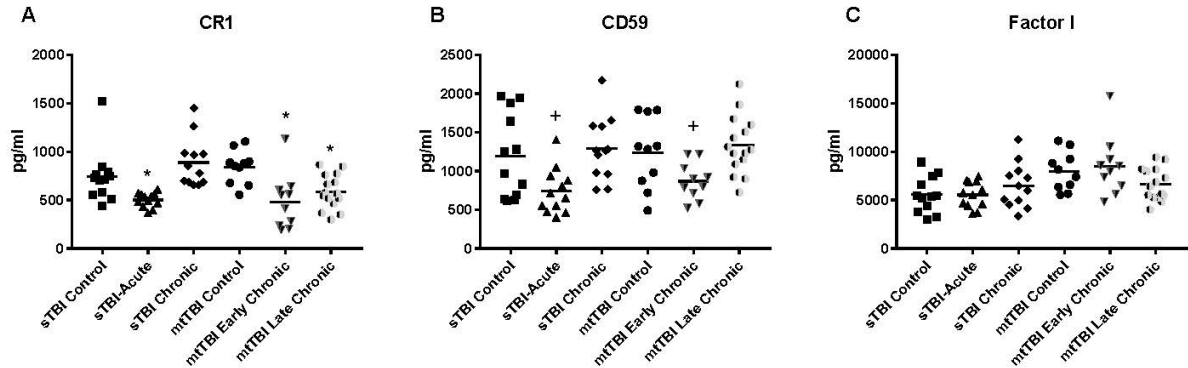 A
CR1
2000
1500
1000
500
0
pg/ml
*
*
*
sTBI Control
sTBI-Acute
sTBI Chronic
mtTBI Control
mtTBI Early Chronic
mtTBI Late Chronic
B
CD59
2500
2000
1500
1000
500
0
pg/ml
+
+
sTBI Control
sTBI-Acute
sTBI Chronic
mtTBI Control
mtTBI Early Chronic
mtTBI Late Chronic
C
Factor I
20000
15000
10000
5000
0
pg/ml
sTBI Control
sTBI-Acute
sTBI Chronic
mtTBI Control
mtTBI Early Chronic
mtTBI Late Chronic